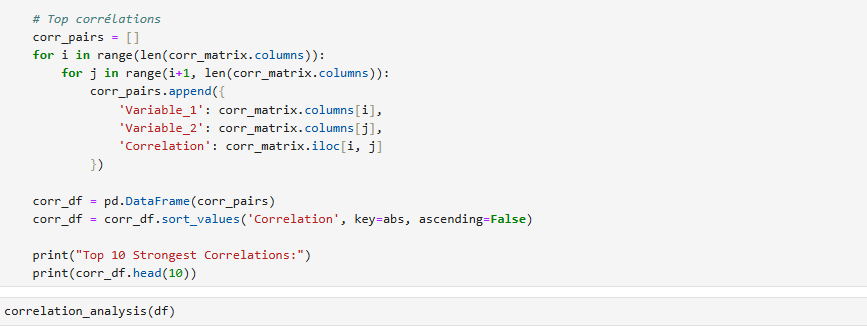 # Top corrélations
corr_pairs = []
for i in range(len(corr_matrix.columns)):
    for j in range(i+1, len(corr_matrix.columns)):
        corr_pairs.append({
            'Variable_1': corr_matrix.columns[i],
            'Variable_2': corr_matrix.columns[j],
            'Correlation': corr_matrix.iloc[i, j]
        })
corr_df = pd.DataFrame(corr_pairs)
corr_df = corr_df.sort_values('Correlation', key=abs, ascending=False)
print("Top 10 Strongest Correlations:")
print(corr_df.head(10))
correlation_analysis(df)